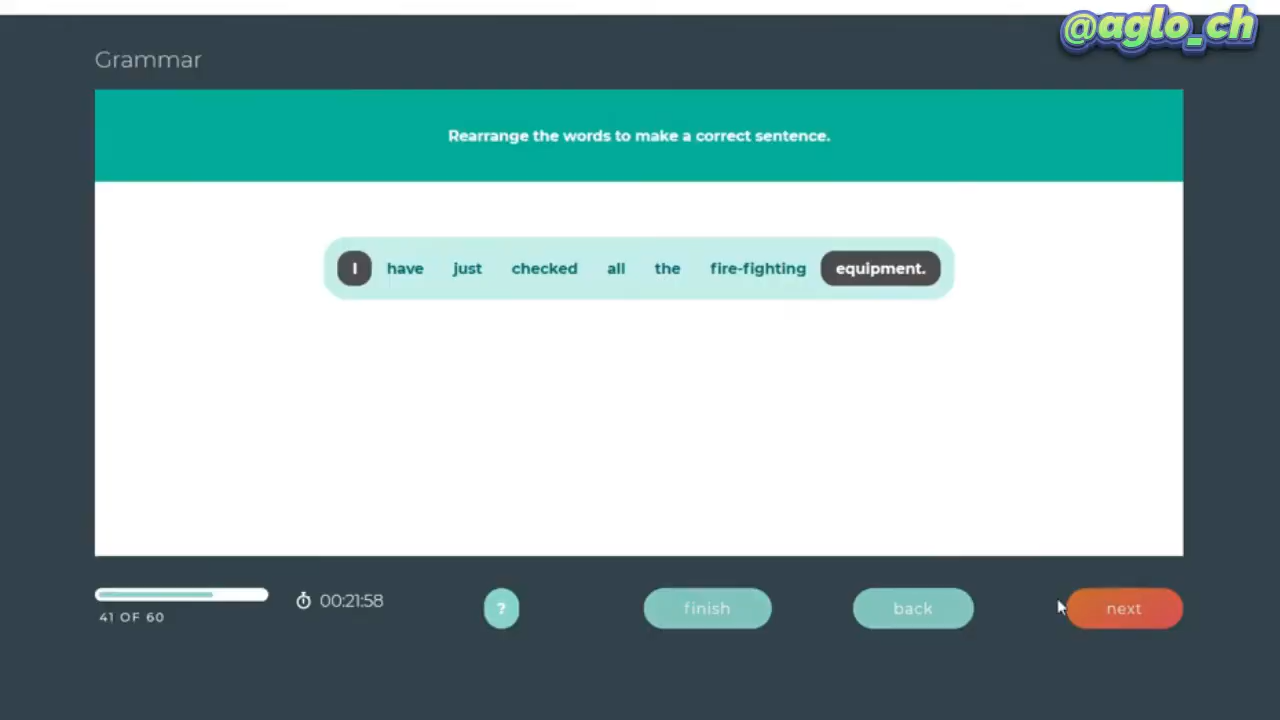 @aglo_ch
Grammar
Rearrange the words to make a correct sentence.
I have just checked all the fire-fighting equipment.
41 OF 60
00:21:58
?
finish
back
next